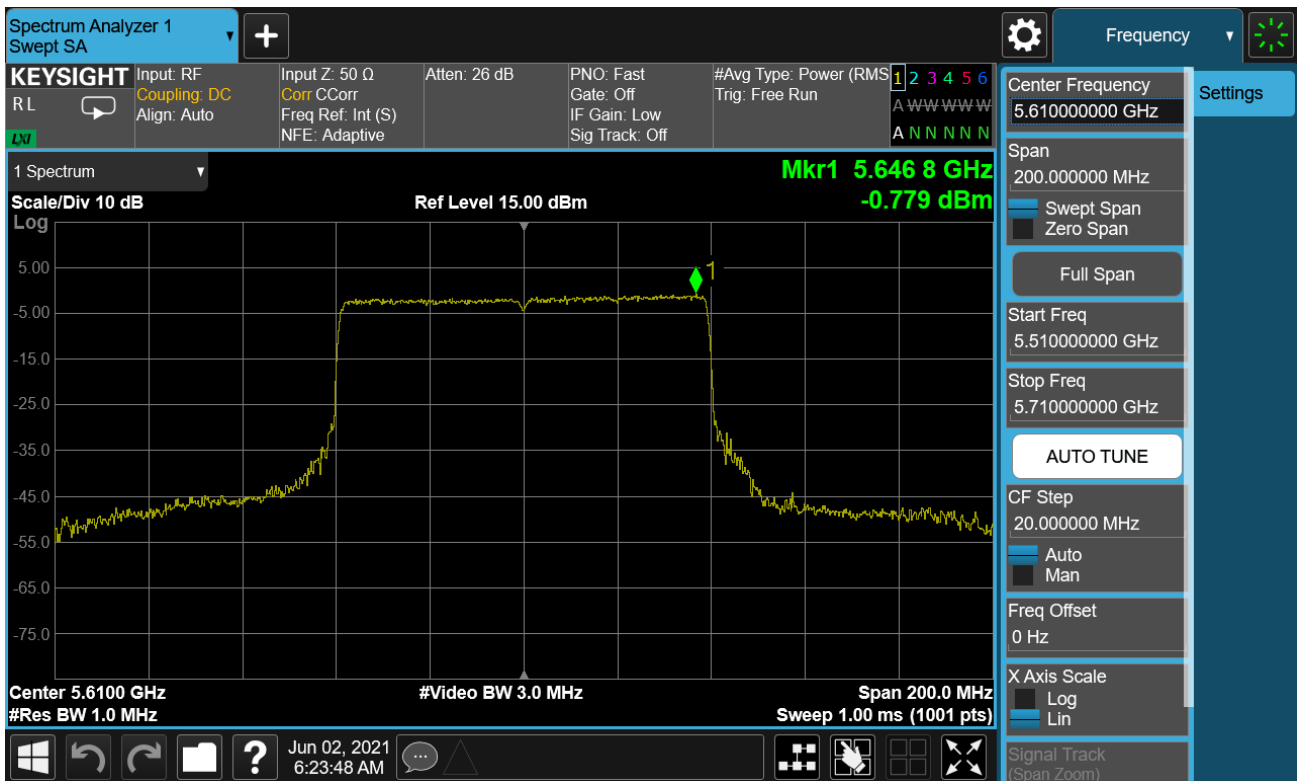 Spectrum Analyzer 1
Swept SA
Frequency
KEYSIGHT
R L
LXI
Input: RF
Coupling: DC
Align: Auto
Input Z: 50 Ω
Corr CCorr
Freq Ref: Int (S)
NFE: Adaptive
Atten: 26 dB
PNO: Fast
Gate: Off
IF Gain: Low
Sig Track: Off
#Avg Type: Power (RMS
Trig: Free Run
1 2 3 4 5 6
A W W W W W
A N N N N N
1 Spectrum
Mkr1 5.646 8 GHz
-0.779 dBm
Scale/Div 10 dB
Ref Level 15.00 dBm
Log
1
5.00
-5.00
-15.0
-25.0
-35.0
-45.0
-55.0
-65.0
-75.0
Center 5.6100 GHz
#Video BW 3.0 MHz
Span 200.0 MHz
#Res BW 1.0 MHz
Sweep 1.00 ms (1001 pts)
Jun 02, 2021
6:23:48 AM
Center Frequency
5.610000000 GHz
Settings
Span
200.000000 MHz
Swept Span
Zero Span
Full Span
Start Freq
5.510000000 GHz
Stop Freq
5.710000000 GHz
AUTO TUNE
CF Step
20.000000 MHz
Auto
Man
Freq Offset
0 Hz
X Axis Scale
Log
Lin
Signal Track
(Span Zoom)